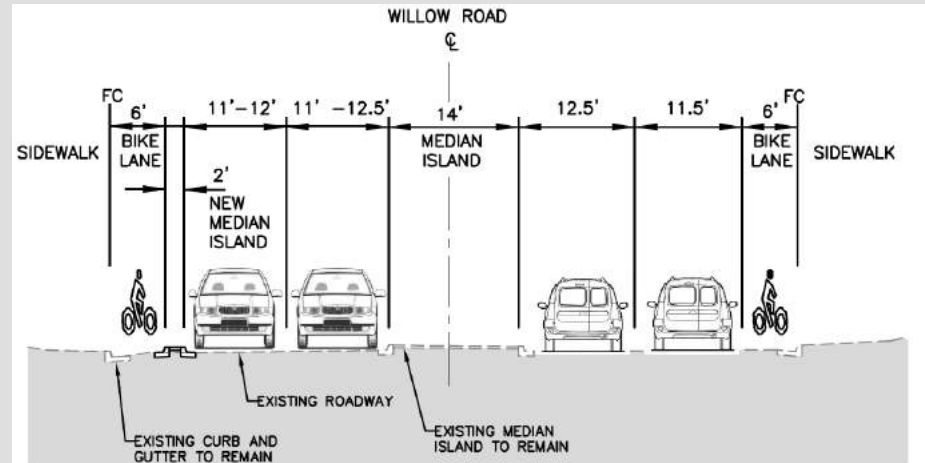 WILLOW ROAD
℄
FC
6'
11'-12'
11' -12.5'
14'
12.5'
11.5'
6'
FC
SIDEWALK
BIKE
LANE
MEDIAN
ISLAND
BIKE
LANE
SIDEWALK
2'
NEW
MEDIAN
ISLAND
EXISTING ROADWAY
EXISTING CURB AND
GUTTER TO REMAIN
EXISTING MEDIAN
ISLAND TO REMAIN